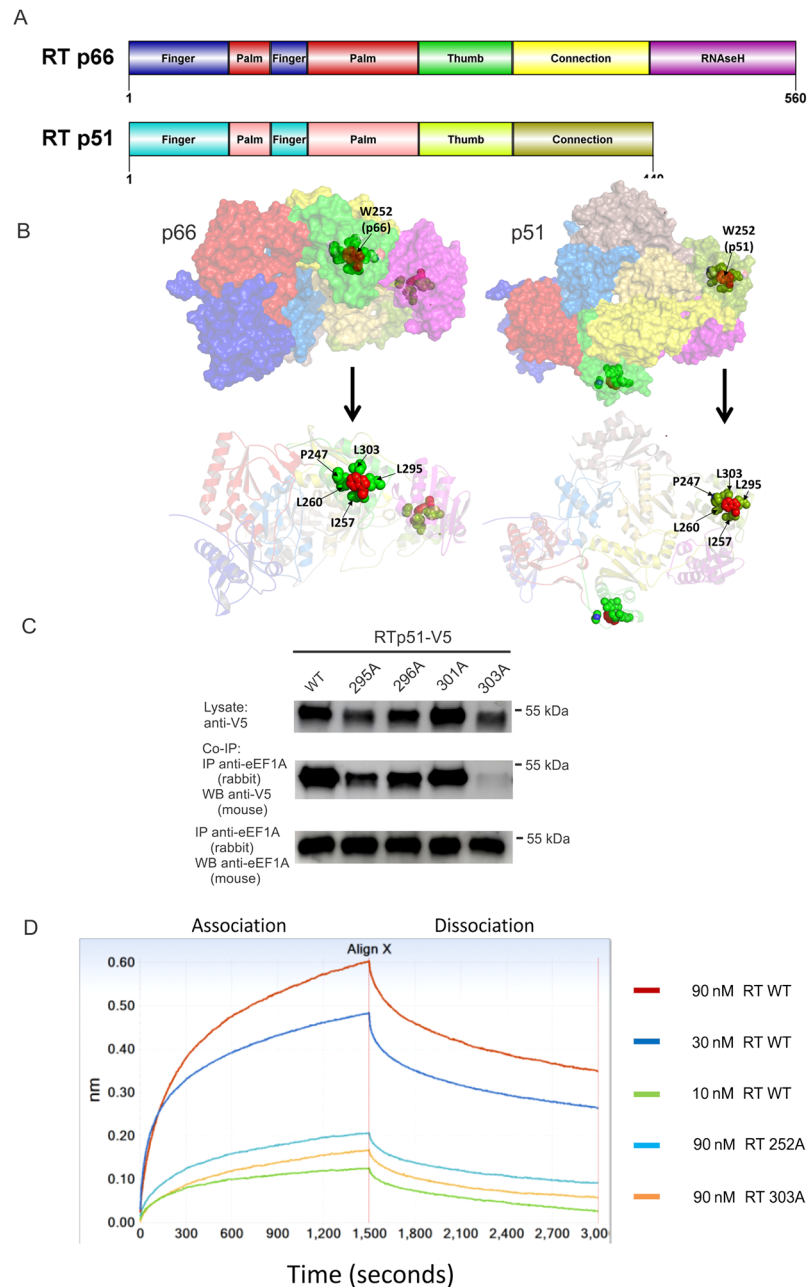 A
RT p66
Finger
Palm
Finger
Palm
Thumb
Connection
RNAseH
1
560
RT p51
Finger
Palm
Finger
Palm
Thumb
Connection
1
B
p66
W252
(p66)
p51
W252
(p51)
P247
L303
L295
L260
I257
P247
L303
L295
L260
I257
C
RTp51-V5
WT
295A
296A
301A
303A
Lysate:
anti-V5
55 kDa
Co-IP:
IP anti-eEF1A
(rabbit)
WB anti-V5
(mouse)
55 kDa
IP anti-eEF1A
(rabbit)
WB anti-eEF1A
(mouse)
55 kDa
D
Association
Dissociation
Align X
0.60
0.50
0.40
0.30
0.20
0.10
0.00
nm
0
300
600
900
1,200
1,500
1,800
2,100
2,400
2,700
3,00
Time (seconds)
90 nM RT WT
30 nM RT WT
10 nM RT WT
90 nM RT 252A
90 nM RT 303A